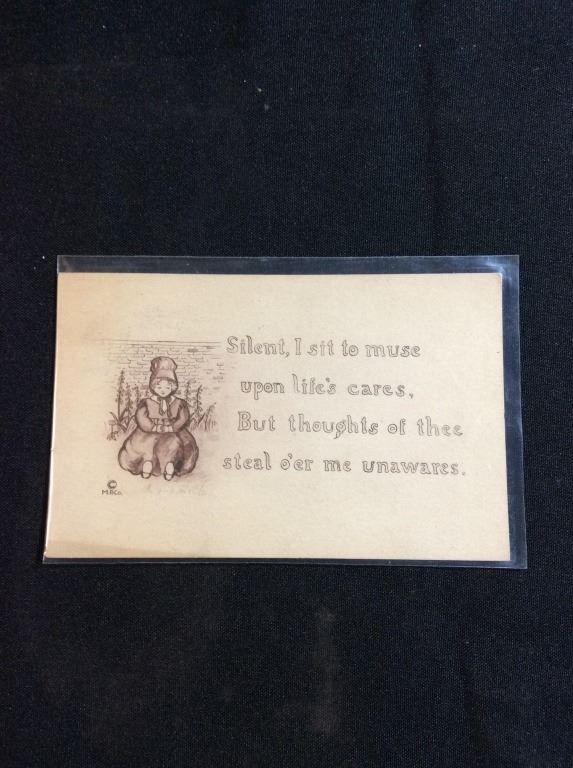 Silent, I sit to muse
upon life's cares,
But thoughts of thee
steal o'er me unawares.
©
M.P.Co.